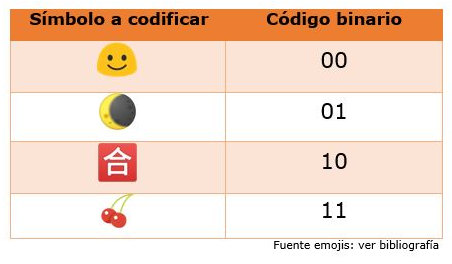 Símbolo a codificar Código binario
00
01
合 10
11
Fuente emojis: ver bibliografía